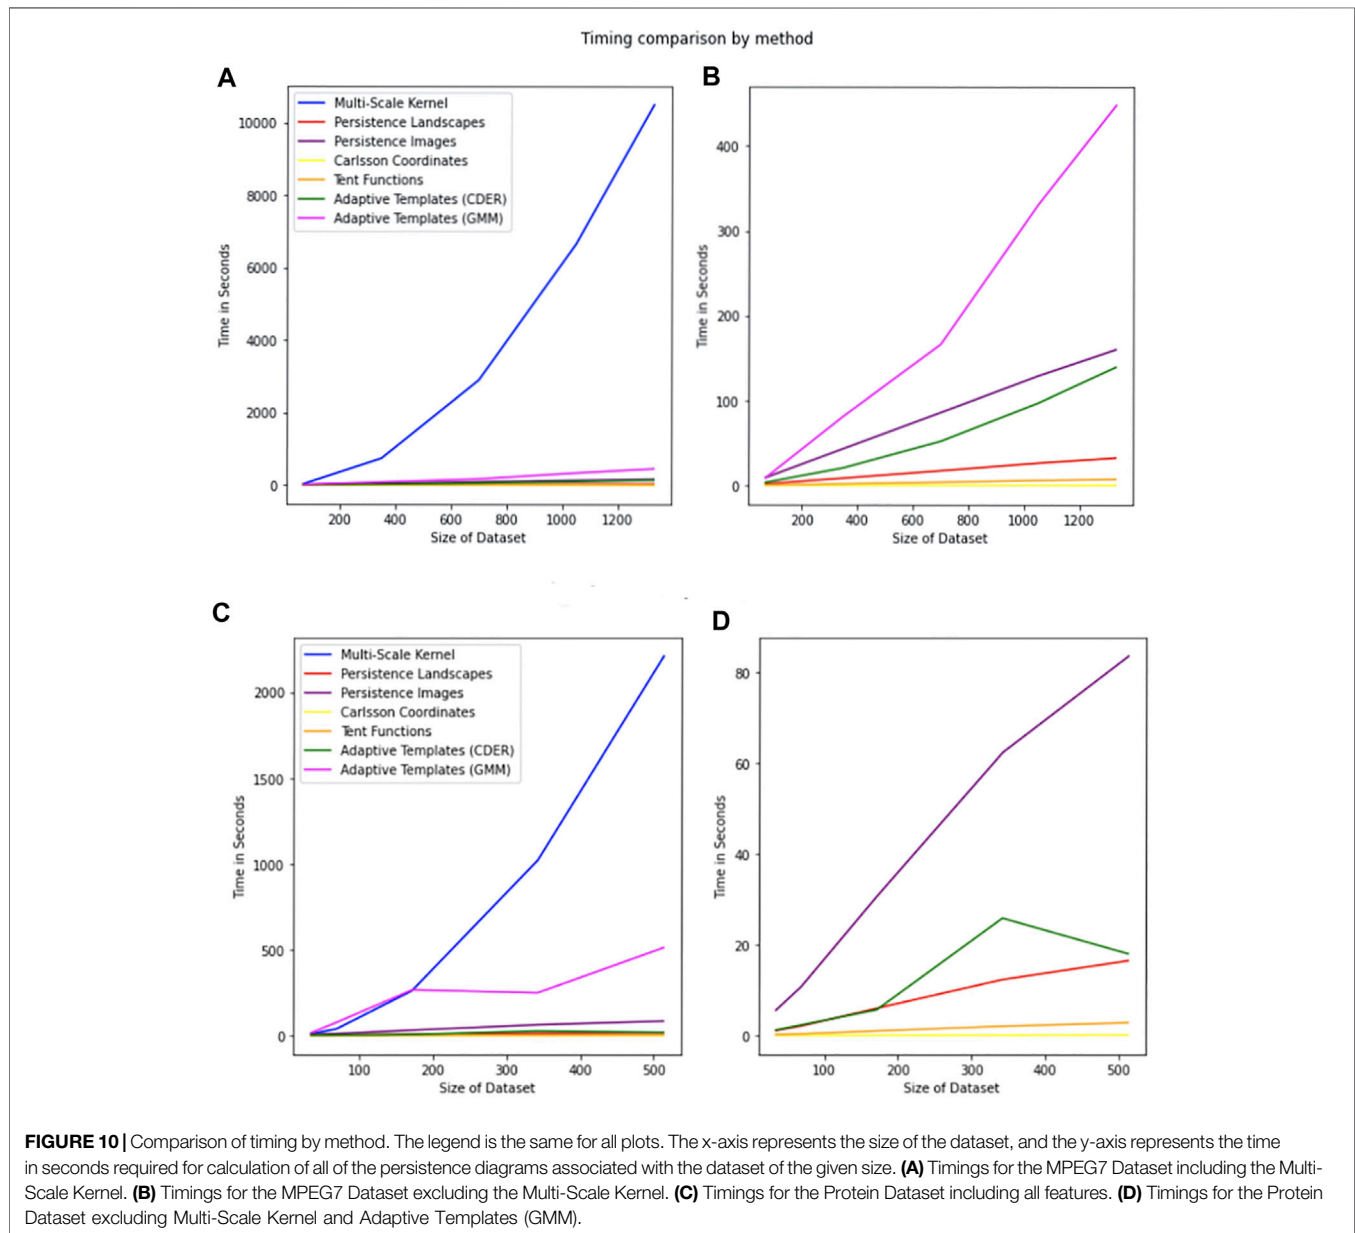 Timing comparison by method
A
Multi-Scale Kernel
Persistence Landscapes
Persistence Images
Carlsson Coordinates
Tent Functions
Adaptive Templates (CDER)
Adaptive Templates (GMM)
10000
8000
6000
4000
2000
0
Time in Seconds
200 400 600 800 1000 1200
Size of Dataset
B
400
300
200
100
0
Time in Seconds
200 400 600 800 1000 1200
Size of Dataset
C
Multi-Scale Kernel
Persistence Landscapes
Persistence Images
Carlsson Coordinates
Tent Functions
Adaptive Templates (CDER)
Adaptive Templates (GMM)
2000
1500
1000
500
0
Time in Seconds
100 200 300 400 500
Size of Dataset
D
80
60
40
20
0
Time in Seconds
100 200 300 400 500
Size of Dataset
FIGURE 10 | Comparison of timing by method. The legend is the same for all plots. The x-axis represents the size of the dataset, and the y-axis represents the time
in seconds required for calculation of all of the persistence diagrams associated with the dataset of the given size. (A) Timings for the MPEG7 Dataset including the Multi-
Scale Kernel. (B) Timings for the MPEG7 Dataset excluding the Multi-Scale Kernel. (C) Timings for the Protein Dataset including all features. (D) Timings for the Protein
Dataset excluding Multi-Scale Kernel and Adaptive Templates (GMM).